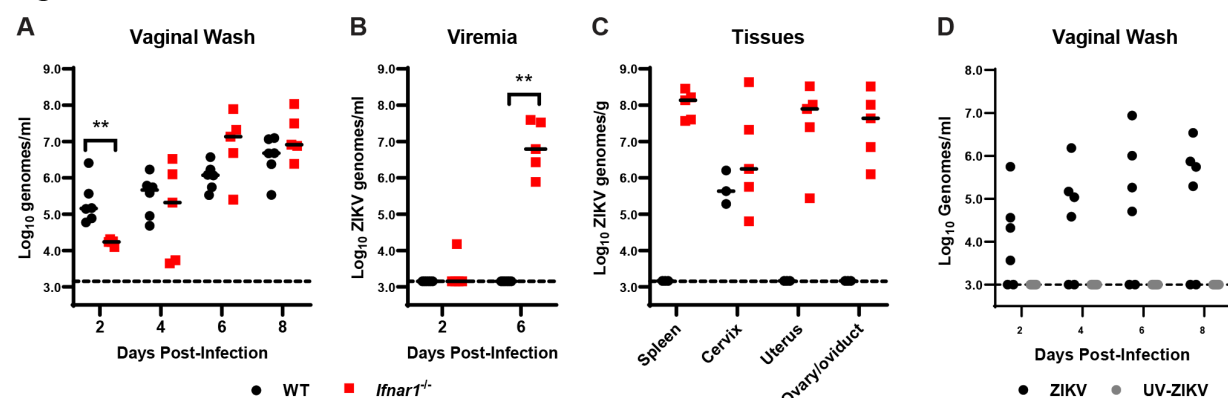 A
Vaginal Wash
Log10 genomes/ml
9.0
8.0
7.0
6.0
5.0
4.0
3.0
**
2
4
6
8
Days Post-Infection
B
Viremia
Log10 ZIKV genomes/ml
9.0
8.0
7.0
6.0
5.0
4.0
3.0
**
2
6
Days Post-Infection
C
Tissues
Log10 ZIKV genomes/g
9.0
8.0
7.0
6.0
5.0
4.0
3.0
Spleen
Cervix
Uterus
Ovary/oviduct
D
Vaginal Wash
Log10 Genomes/ml
8.0
7.0
6.0
5.0
4.0
3.0
2
4
6
8
Days Post-Infection
WT
Ifnar1-/-
ZIKV
UV-ZIKV